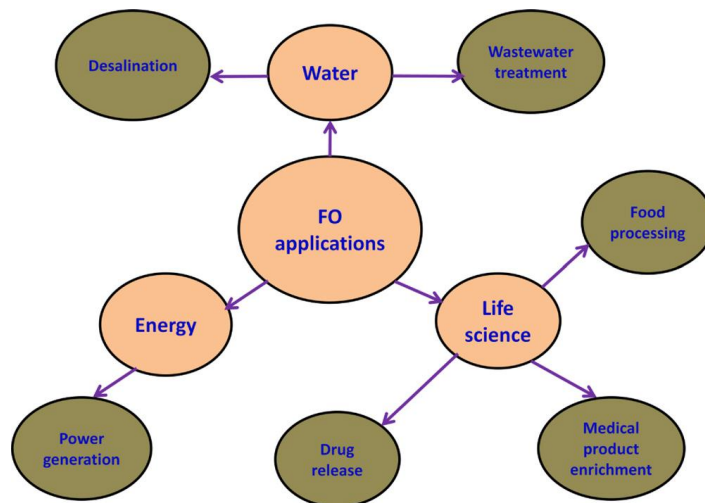 Desalination
Water
Wastewater
treatment
FO
applications
Food
processing
Energy
Life
science
Power
generation
Drug
release
Medical
product
enrichment